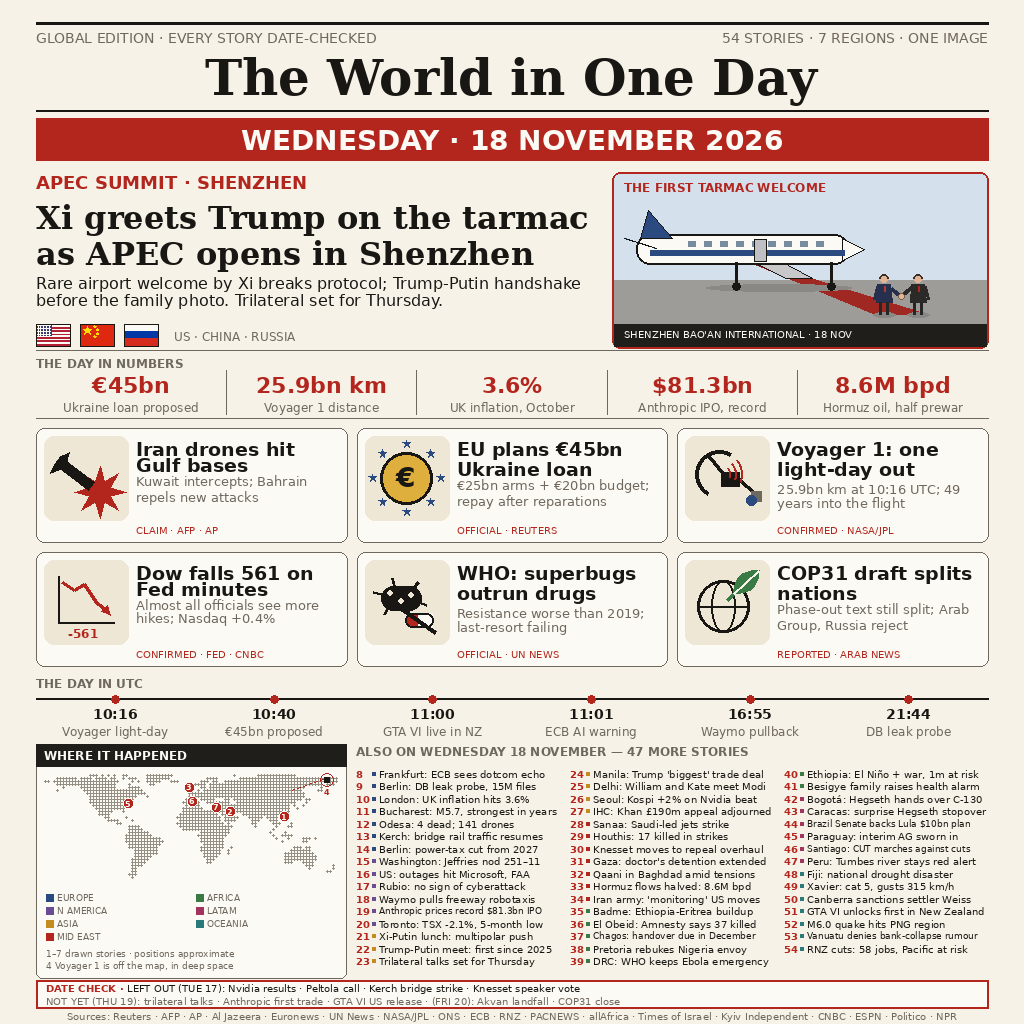 GLOBAL EDITION · EVERY STORY DATE-CHECKED
54 STORIES · 7 REGIONS · ONE IMAGE
The World in One Day
WEDNESDAY · 18 NOVEMBER 2026
APEC SUMMIT · SHENZHEN
Xi greets Trump on the tarmac
as APEC opens in Shenzhen
Rare airport welcome by Xi breaks protocol; Trump-Putin handshake
before the family photo. Trilateral set for Thursday.
US · CHINA · RUSSIA
THE FIRST TARMAC WELCOME
SHENZHEN BAO'AN INTERNATIONAL · 18 NOV
THE DAY IN NUMBERS
€45bn
Ukraine loan proposed
25.9bn km
Voyager 1 distance
3.6%
UK inflation, October
$81.3bn
Anthropic IPO, record
8.6M bpd
Hormuz oil, half prewar
Iran drones hit
Gulf bases
Kuwait intercepts; Bahrain
repels new attacks
CLAIM · AFP · AP
€
EU plans €45bn
Ukraine loan
€25bn arms + €20bn budget;
repay after reparations
OFFICIAL · REUTERS
Voyager 1: one
light-day out
25.9bn km at 10:16 UTC; 49
years into the flight
CONFIRMED · NASA/JPL
-561
Dow falls 561 on
Fed minutes
Almost all officials see more
hikes; Nasdaq +0.4%
CONFIRMED · FED · CNBC
WHO: superbugs
outrun drugs
Resistance worse than 2019;
last-resort failing
OFFICIAL · UN NEWS
COP31 draft splits
nations
Phase-out text still split; Arab
Group, Russia reject
REPORTED · ARAB NEWS
THE DAY IN UTC
10:16
Voyager light-day
10:40
€45bn proposed
11:00
GTA VI live in NZ
11:01
ECB AI warning
16:55
Waymo pullback
21:44
DB leak probe
WHERE IT HAPPENED
5
3
6
7
2
1
4
EUROPE
N AMERICA
ASIA
MID EAST
AFRICA
LATAM
OCEANIA
1–7 drawn stories · positions approximate
4 Voyager 1 is off the map, in deep space
ALSO ON WEDNESDAY 18 NOVEMBER — 47 MORE STORIES
8 Frankfurt: ECB sees dotcom echo
9 Berlin: DB leak probe, 15M files
10 London: UK inflation hits 3.6%
11 Bucharest: M5.7, strongest in years
12 Odesa: 4 dead; 141 drones
13 Kerch: bridge rail traffic resumes
14 Berlin: power-tax cut from 2027
15 Washington: Jeffries nod 251–11
16 US: outages hit Microsoft, FAA
17 Rubio: no sign of cyberattack
18 Waymo pulls freeway robotaxis
19 Anthropic prices record $81.3bn IPO
20 Toronto: TSX -2.1%, 5-month low
21 Xi-Putin lunch: multipolar push
22 Trump-Putin meet: first since 2025
23 Trilateral talks set for Thursday
24 Manila: Trump 'biggest' trade deal
25 Delhi: William and Kate meet Modi
26 Seoul: Kospi +2% on Nvidia beat
27 IHC: Khan £190m appeal adjourned
28 Sanaa: Saudi-led jets strike
29 Houthis: 17 killed in strikes
30 Knesset moves to repeal overhaul
31 Gaza: doctor's detention extended
32 Qaani in Baghdad amid tensions
33 Hormuz flows halved: 8.6M bpd
34 Iran army: 'monitoring' US moves
35 Badme: Ethiopia-Eritrea buildup
36 El Obeid: Amnesty says 37 killed
37 Chagos: handover due in December
38 Pretoria rebukes Nigeria envoy
39 DRC: WHO keeps Ebola emergency
40 Ethiopia: El Niño + war, 1m at risk
41 Besigye family raises health alarm
42 Bogotá: Hegseth hands over C-130
43 Caracas: surprise Hegseth stopover
44 Brazil Senate backs Lula $10bn plan
45 Paraguay: interim AG sworn in
46 Santiago: CUT marches against cuts
47 Peru: Tumbes river stays red alert
48 Fiji: national drought disaster
49 Xavier: cat 5, gusts 315 km/h
50 Canberra sanctions settler Weiss
51 GTA VI unlocks first in New Zealand
52 M6.0 quake hits PNG region
53 Vanuatu denies bank-collapse rumour
54 RNZ cuts: 58 jobs, Pacific at risk
DATE CHECK · LEFT OUT (TUE 17): Nvidia results · Peltola call · Kerch bridge strike · Knesset speaker vote
NOT YET (THU 19): trilateral talks · Anthropic first trade · GTA VI US release · (FRI 20): Akvan landfall · COP31 close
Sources: Reuters · AFP · AP · Al Jazeera · Euronews · UN News · NASA/JPL · ONS · ECB · RNZ · PACNEWS · allAfrica · Times of Israel · Kyiv Independent · CNBC · ESPN · Politico · NPR